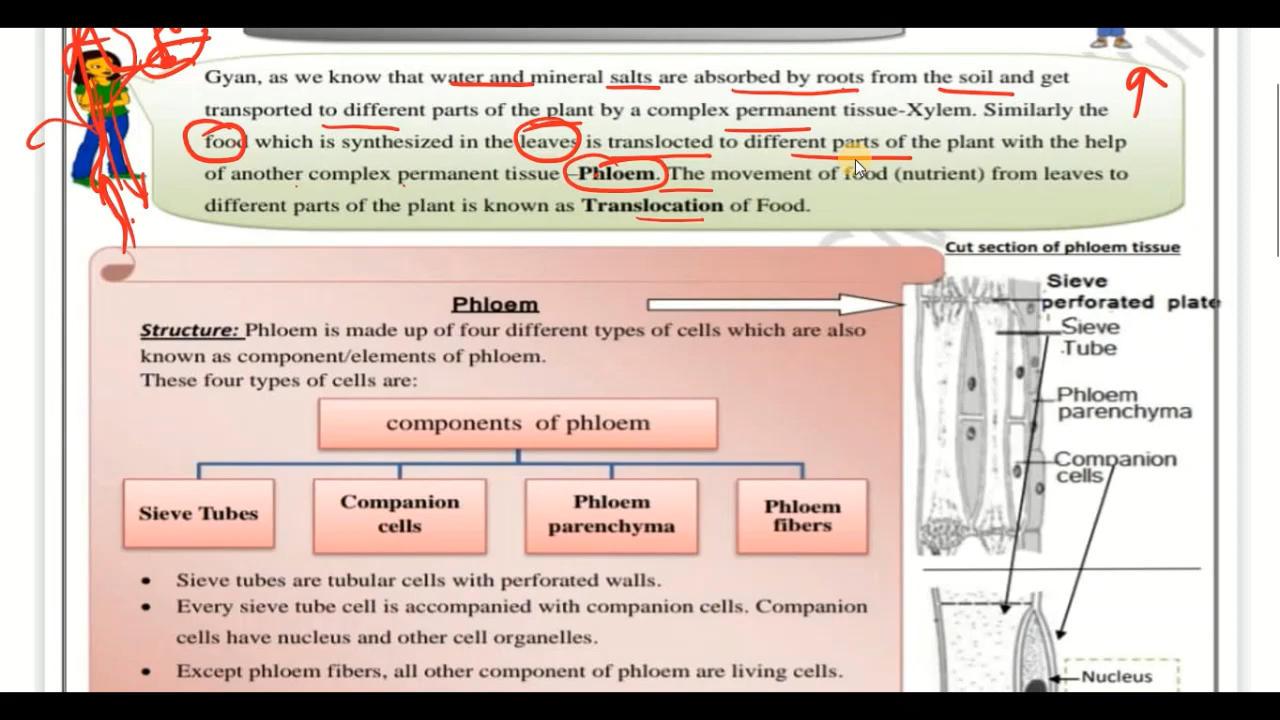 Gyan, as we know that water and mineral salts are absorbed by roots from the soil and get
transported to different parts of the plant by a complex permanent tissue-Xylem. Similarly the
food which is synthesized in the leaves is translocted to different parts of the plant with the help
of another complex permanent tissue –Phloem. The movement of food (nutrient) from leaves to
different parts of the plant is known as Translocation of Food.
Cut section of phloem tissue
Phloem
Structure: Phloem is made up of four different types of cells which are also
known as component/elements of phloem.
These four types of cells are:
components of phloem
Sieve Tubes
Companion
cells
Phloem
parenchyma
Phloem
fibers
• Sieve tubes are tubular cells with perforated walls.
• Every sieve tube cell is accompanied with companion cells. Companion
cells have nucleus and other cell organelles.
• Except phloem fibers, all other component of phloem are living cells.
Sieve
perforated plate
Sieve
Tube
Phloem
parenchyma
Companion
cells
Nucleus